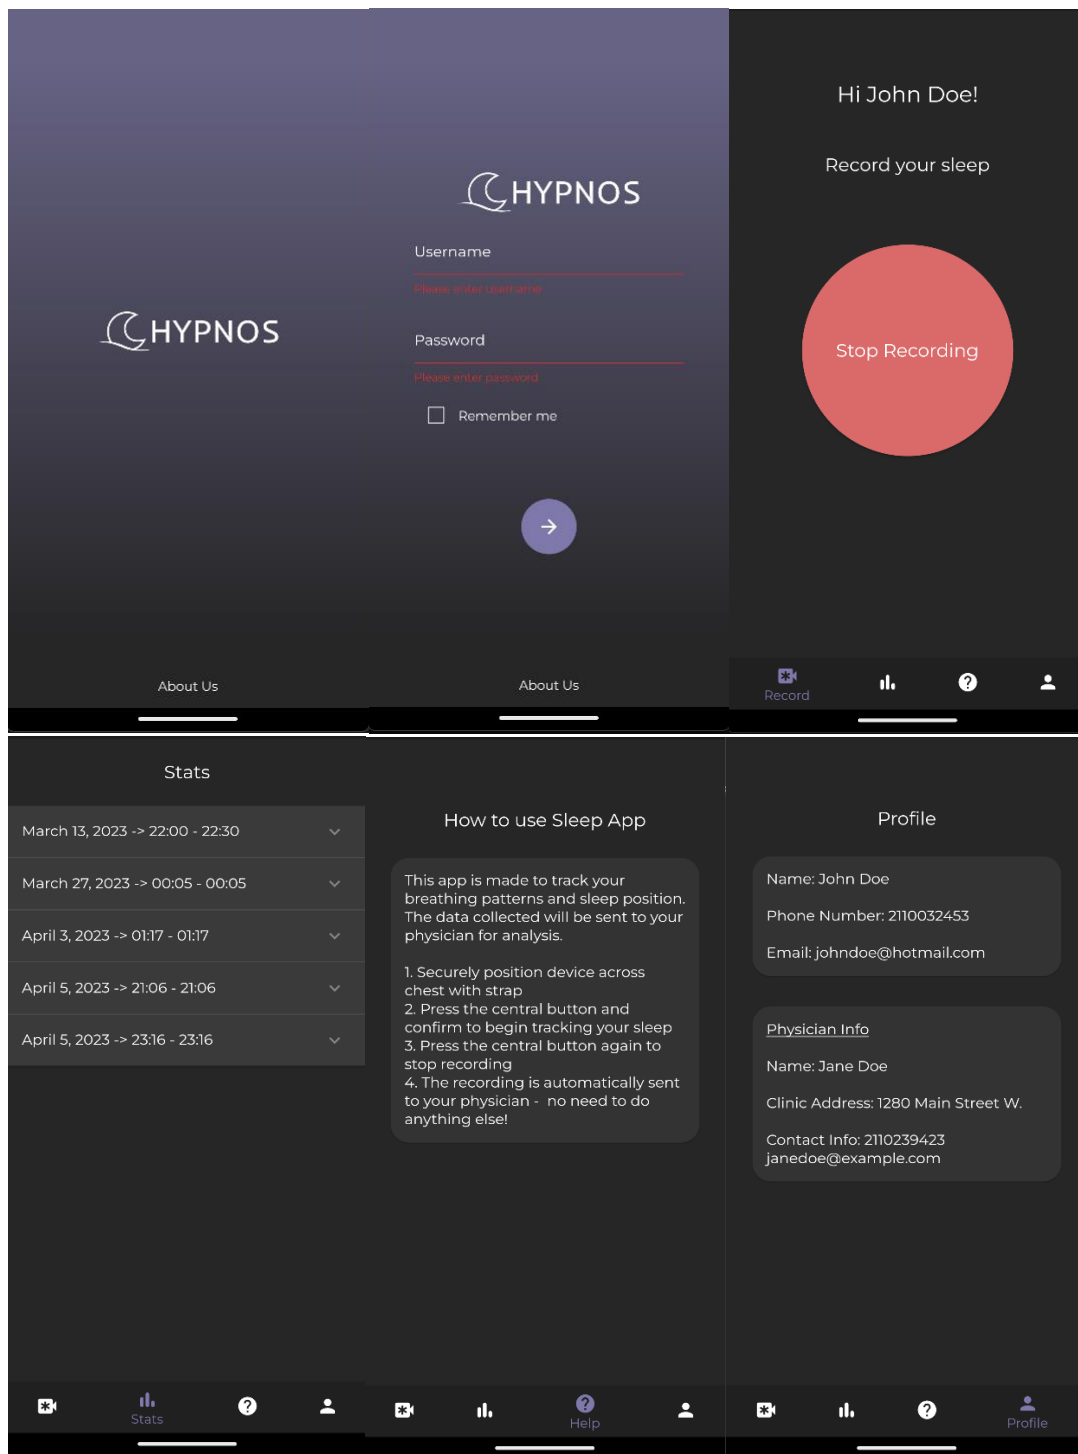 HYPNOS
About Us
HYPNOS
Username
Please enter username
Password
Please enter password
Remember me
About Us
Hi John Doe!
Record your sleep
Stop Recording
Record
Stats
March 13, 2023 -> 22:00 - 22:30
March 27, 2023 -> 00:05 - 00:05
April 3, 2023 -> 01:17 - 01:17
April 5, 2023 -> 21:06 - 21:06
April 5, 2023 -> 23:16 - 23:16
Stats
How to use Sleep App
This app is made to track your
breathing patterns and sleep position.
The data collected will be sent to your
physician for analysis.
1. Securely position device across
chest with strap
2. Press the central button and
confirm to begin tracking your sleep
3. Press the central button again to
stop recording
4. The recording is automatically sent
to your physician -  no need to do
anything else!
Help
Profile
Name: John Doe
Phone Number: 2110032453
Email: johndoe@hotmail.com
Physician Info
Name: Jane Doe
Clinic Address: 1280 Main Street W.
Contact Info: 2110239423
janedoe@example.com
Profile